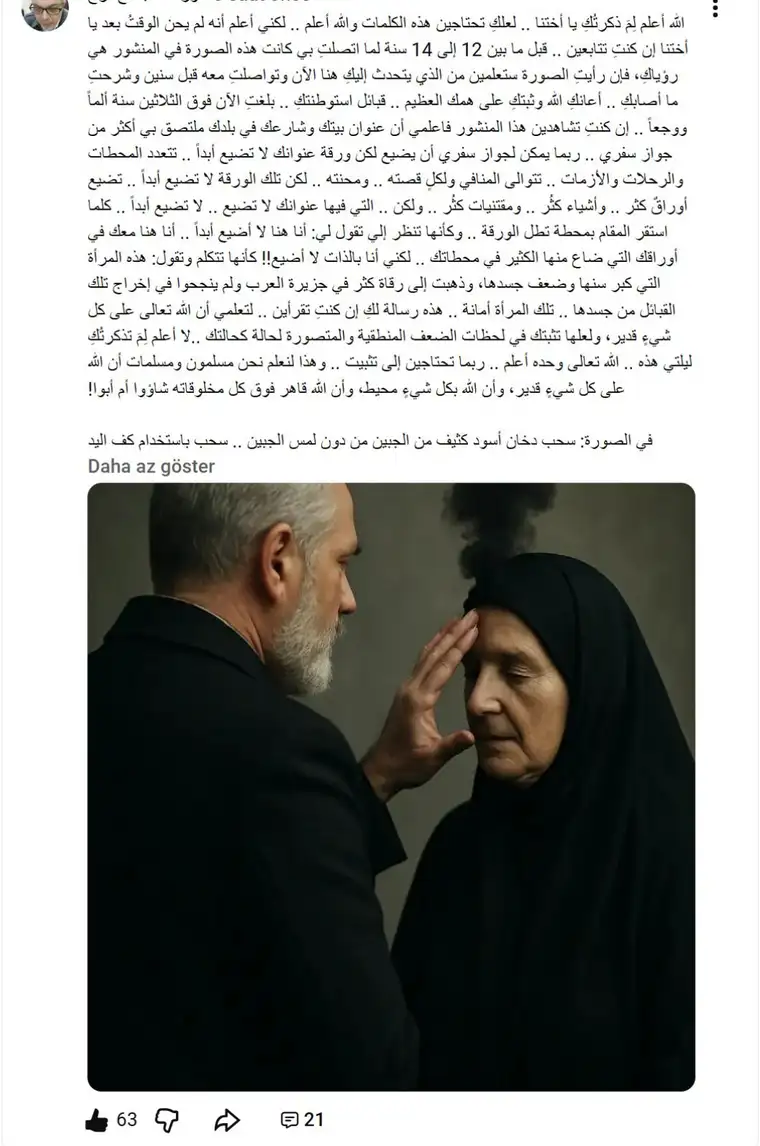 الله أعلم لِمَ ذكرتُكِ يا أختنا .. لعلكِ تحتاجين هذه الكلمات والله أعلم .. لكني أعلم أنه لم يحن الوقتُ بعد يا
أختنا إن كنتِ تتابعين .. قبل ما بين 12 إلى 14 سنة لما اتصلتِ بي كانت هذه الصورة في المنشور هي
رؤياكِ، فإن رأيتِ الصورة ستعلمين من الذي يتحدث إليكِ هنا الآن وتواصلتِ معه قبل سنين وشرحتِ
ما أصابكِ .. أعانكِ الله وثبتكِ على همك العظيم .. قبائل استوطنتكِ .. بلغتِ الآن فوق الثلاثين سنة ألماً
ووجعاً .. إن كنتِ تشاهدين هذا المنشور فاعلمي أن عنوان بيتك وشارعك في بلدك ملتصق بي أكثر من
جواز سفري .. ربما يمكن لجواز سفري أن يضيع لكن ورقة عنوانك لا تضيع أبداً .. تتعدد المحطات
والرحلات والأزمات .. تتوالى المنافي ولكلٍ قصته .. ومحنته .. لكن تلك الورقة لا تضيع أبداً .. تضيع
أوراقٌ كثر .. وأشياء كثُر .. ومقتنيات كثُر .. ولكن .. التي فيها عنوانك لا تضيع .. لا تضيع أبداً .. كلما
استقر المقام بمحطة تطل الورقة .. وكأنها تنظر إلي تقول لي: أنا هنا لا أضيع أبداً .. أنا هنا معك في
أوراقك التي ضاع منها الكثير في محطاتك .. لكني أنا بالذات لا أضيع!! كأنها تتكلم وتقول: هذه المرأة
التي كبر سنها وضعف جسدها، وذهبت إلى رقاة كثر في جزيرة العرب ولم ينجحوا في إخراج تلك
القبائل من جسدها .. تلك المرأة أمانة .. هذه رسالة لكِ إن كنتِ تقرأين .. لتعلمي أن الله تعالى على كل
شيءٍ قدير، ولعلها تثبتك في لحظات الضعف المنطقية والمتصورة لحالة كحالتك ..لا أعلم لِمَ تذكرتُكِ
ليلتي هذه .. الله تعالى وحده أعلم .. ربما تحتاجين إلى تثبيت .. وهذا لنعلم نحن مسلمون ومسلمات أن الله
على كل شيءٍ قدير، وأن الله بكل شيءٍ محيط، وأن الله قاهر فوق كل مخلوقاته شاؤوا أم أبوا!
في الصورة: سحب دخان أسود كثيف من الجبين من دون لمس الجبين .. سحب باستخدام كف اليد
Daha az göster
63
21